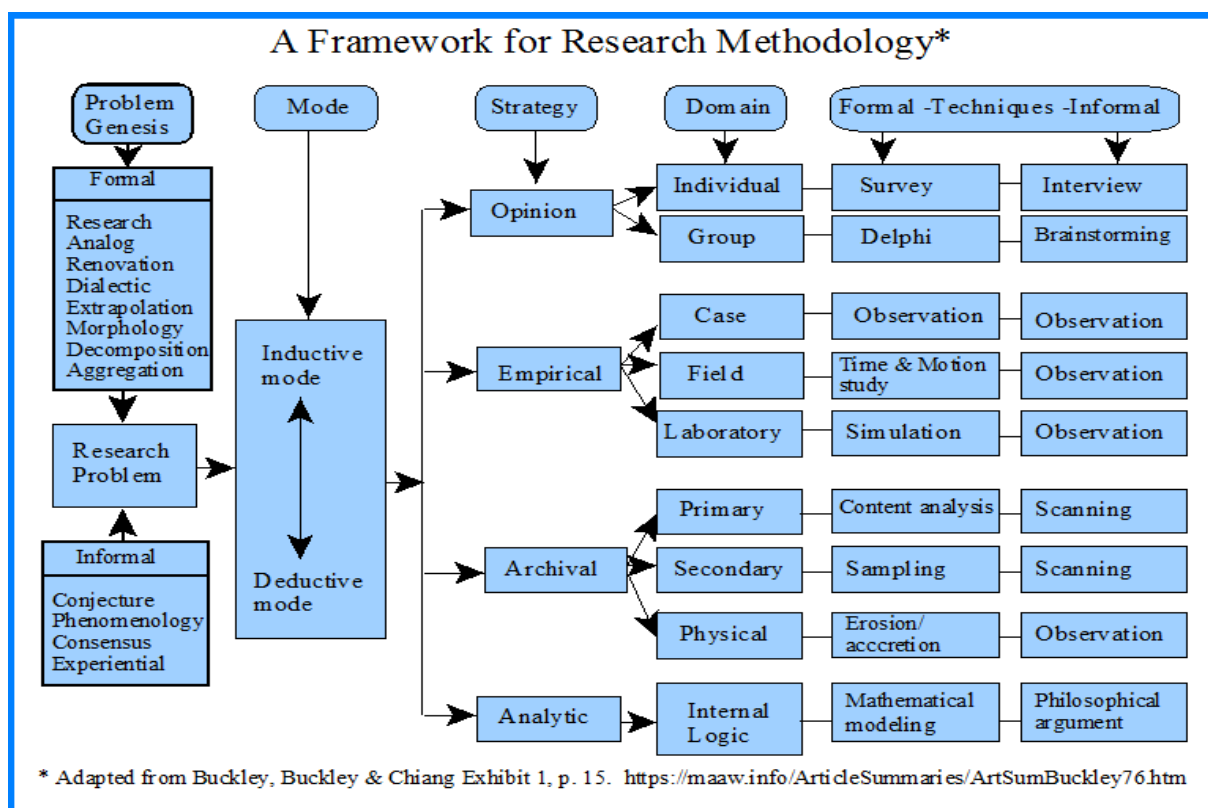 A Framework for Research Methodology*
Problem
Genesis
Mode
Strategy
Domain
Formal -Techniques -Informal
Formal
Research
Analog
Renovation
Dialectic
Extrapolation
Morphology
Decomposition
Aggregation
Research
Problem
Informal
Conjecture
Phenomenology
Consensus
Experiential
Inductive
mode
Deductive
mode
Opinion
Individual
Survey
Interview
Group
Delphi
Brainstorming
Empirical
Case
Observation
Observation
Field
Time & Motion
study
Observation
Laboratory
Simulation
Observation
Archival
Primary
Content analysis
Scanning
Secondary
Sampling
Scanning
Physical
Erosion/
acccretion
Observation
Analytic
Internal
Logic
Mathematical
modeling
Philosophical
argument
* Adapted from Buckley, Buckley & Chiang Exhibit 1, p. 15. https://maaw.info/ArticleSummaries/ArtSumBuckley76.htm